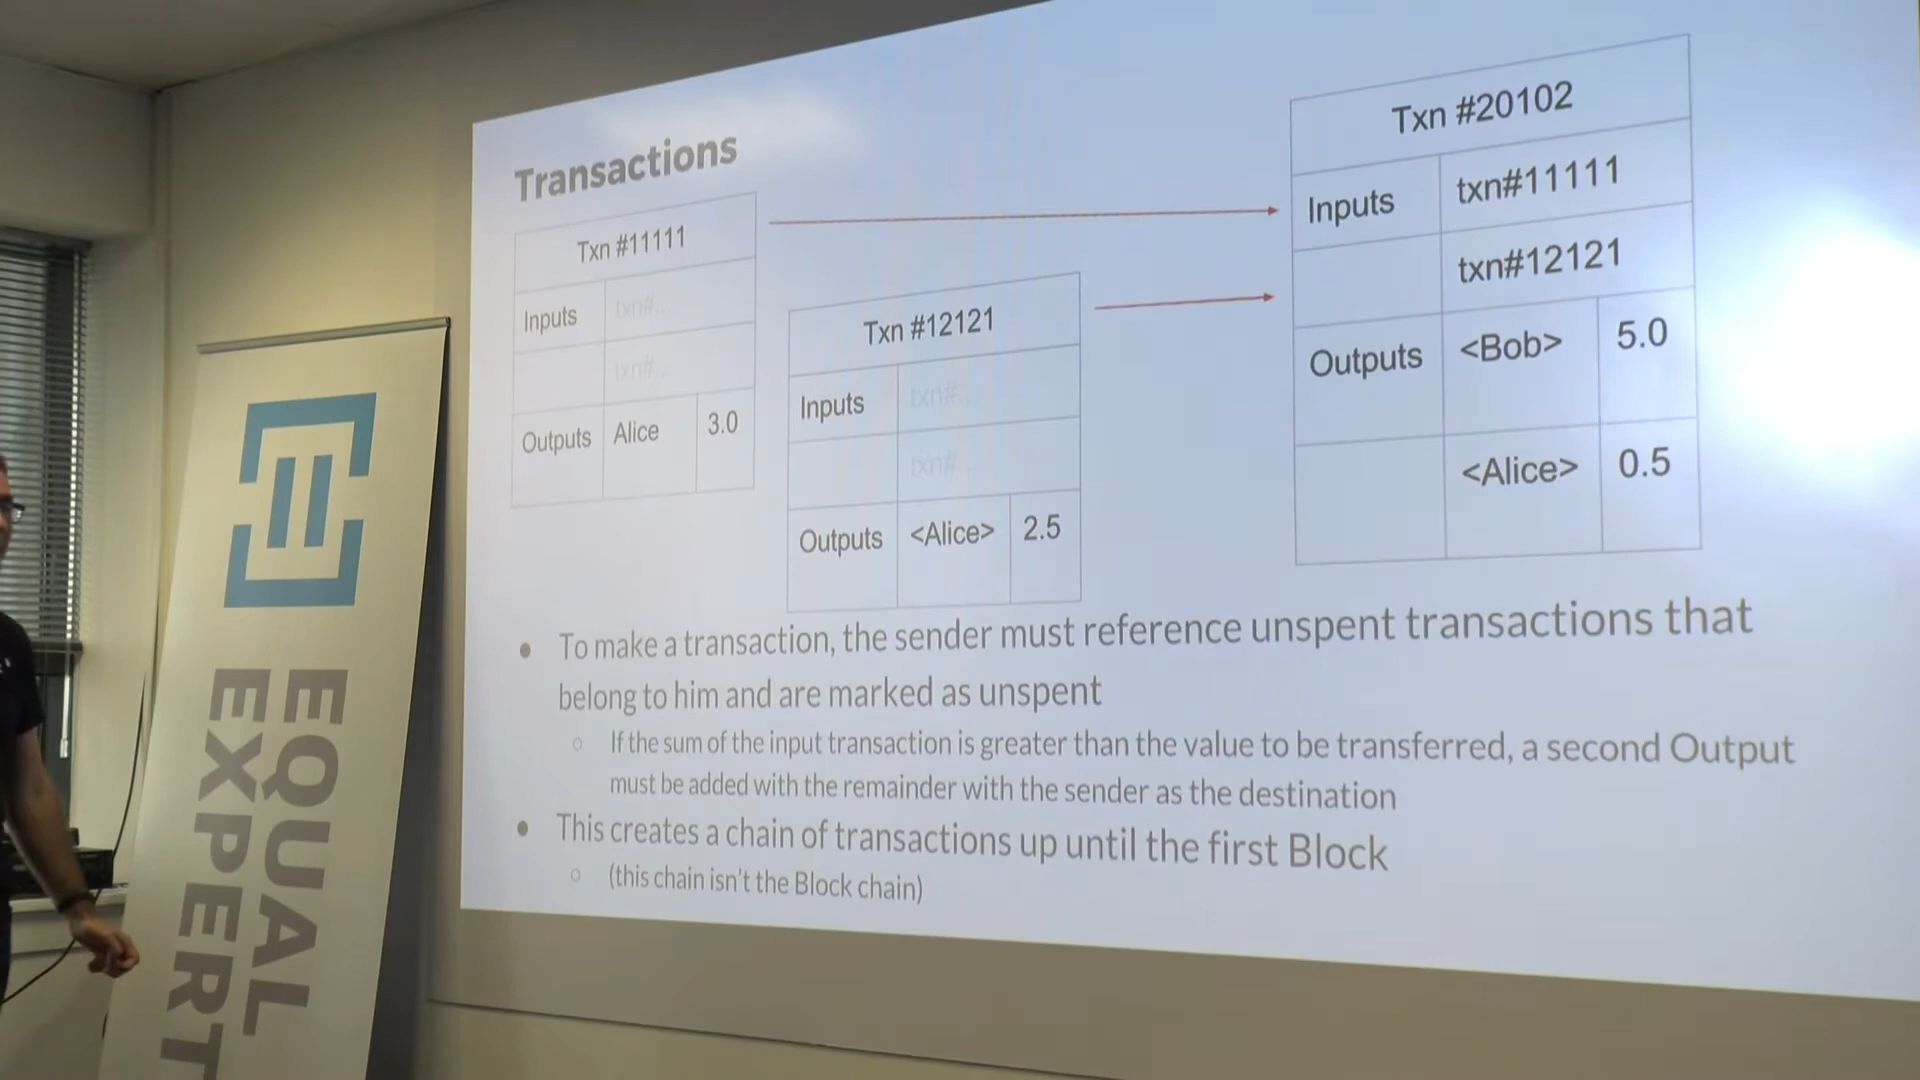 Transactions
Txn #11111
Inputs txn#...
txn#...
Outputs Alice 3.0
Txn #12121
Inputs txn#...
txn#...
Outputs <Alice> 2.5
Txn #20102
Inputs txn#11111
txn#12121
Outputs <Bob> 5.0
<Alice> 0.5
To make a transaction, the sender must reference unspent transactions that
belong to him and are marked as unspent
If the sum of the input transaction is greater than the value to be transferred, a second Output
must be added with the remainder with the sender as the destination
This creates a chain of transactions up until the first Block
(this chain isn't the Block chain)
EQUAL
EXPERT